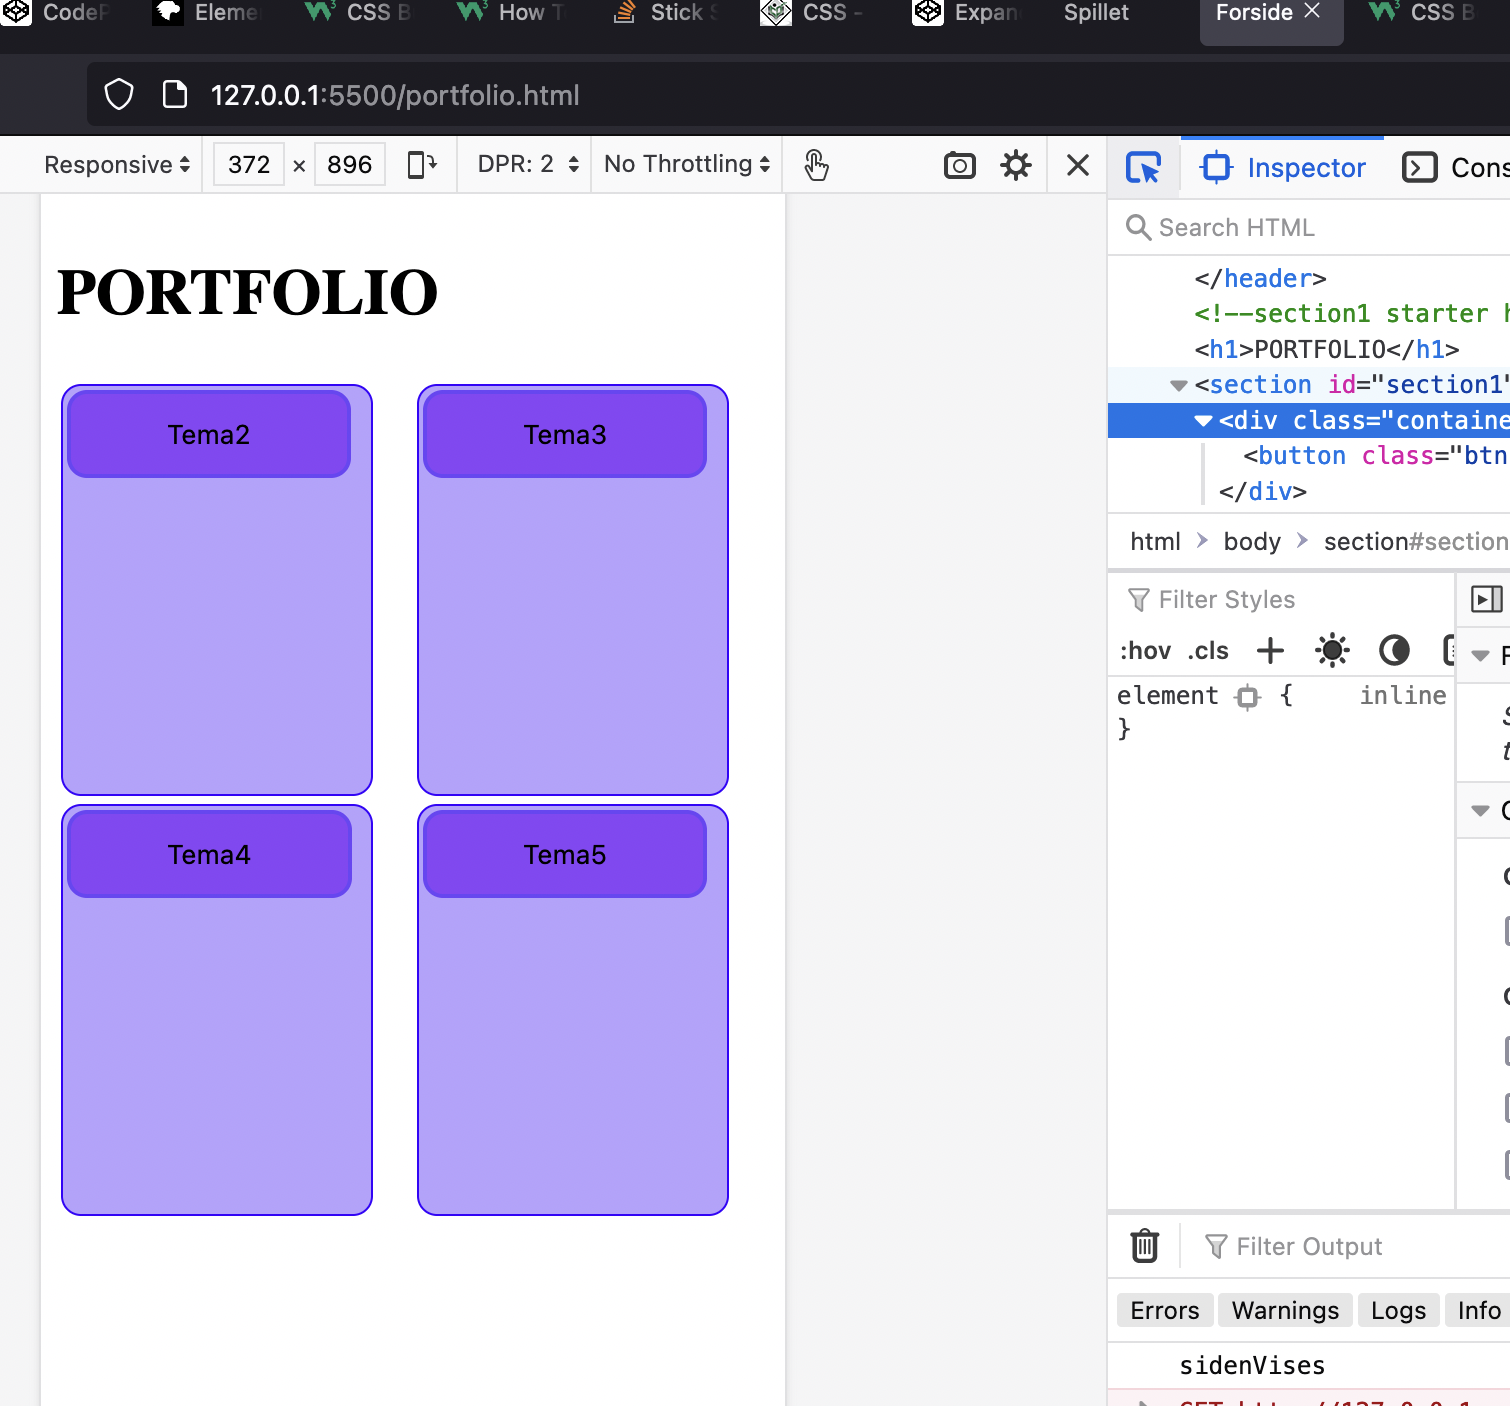 CodeP Eleme CSS B How T Stick S CSS - Expan Spillet Forside CSS B
127.0.0.1:5500/portfolio.html
Responsive 372 × 896 DPR: 2 No Throttling Inspector Cons
Search HTML
</header>
<!--section1 starter h
<h1>PORTFOLIO</h1>
<section id="section1"
<div class="containe
<button class="btn
</div>
html body section#section
Filter Styles
:hov .cls
element { inline
}
PORTFOLIO
Tema2 Tema3
Tema4 Tema5
Filter Output
Errors Warnings Logs Info
sidenVises